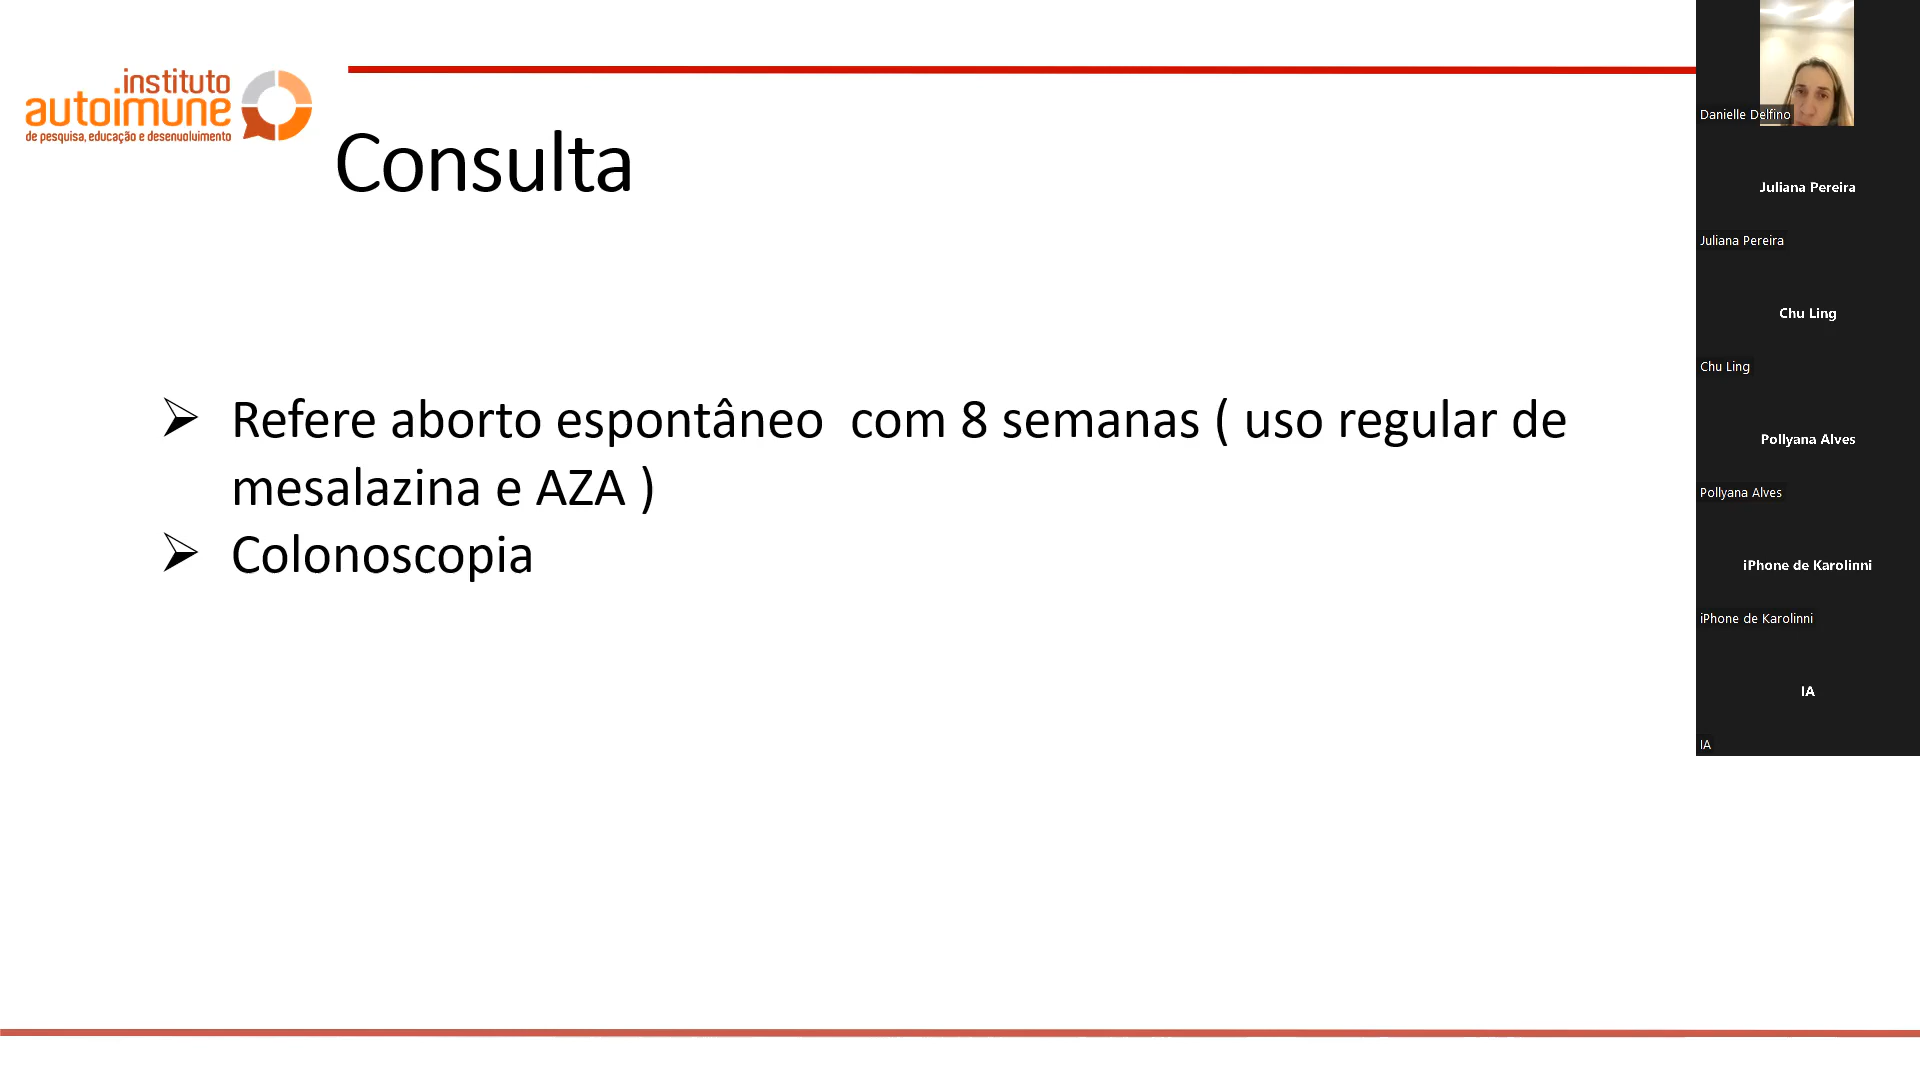 instituto
autoimune
de pesquisa, educação e desenvolvimento
Consulta
Refere aborto espontâneo com 8 semanas ( uso regular de
mesalazina e AZA )
Colonoscopia
Danielle Delfino
Juliana Pereira
Juliana Pereira
Chu Ling
Chu Ling
Pollyana Alves
Pollyana Alves
iPhone de Karolinni
iPhone de Karolinni
IA
IA